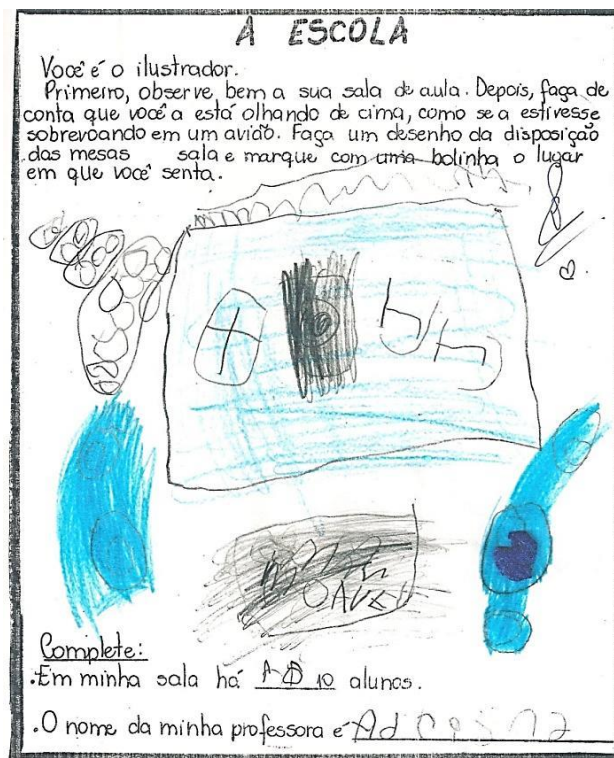 A ESCOLA
Você é o ilustrador.
Primeiro, observe bem a sua sala de aula. Depois, faça de
conta que você a está olhando de cima, como se a estivesse
sobrevoando em um avião. Faça um desenho da disposição
das mesas sala e marque com uma bolinha o lugar
em que você senta.
Complete:
.Em minha sala há 10 alunos.
.O nome da minha professora é